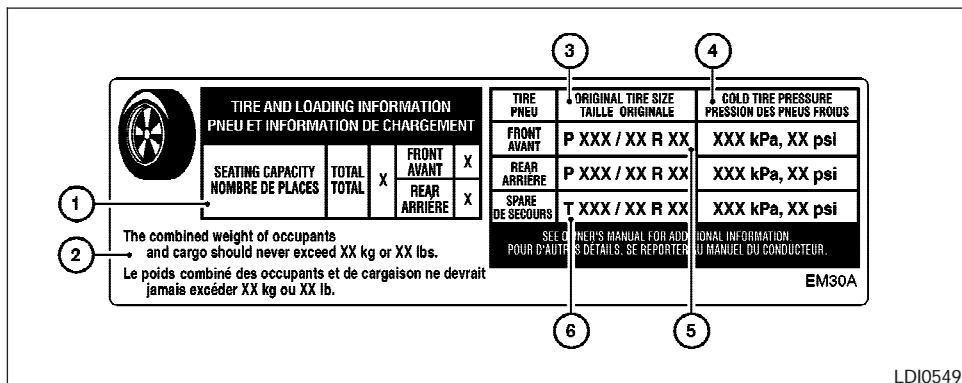 3
4
TIRE AND LOADING INFORMATION
PNEU ET INFORMATION DE CHARGEMENT
SEATING CAPACITY
NOMBRE DE PLACES
TOTAL
TOTAL
X
FRONT
AVANT
X
REAR
ARRIÈRE
X
TIRE
PNEU
ORIGINAL TIRE SIZE
TAILLE ORIGINALE
COLD TIRE PRESSURE
PRESSION DES PNEUS FROIDS
FRONT
AVANT
P XXX / XX R XX
XXX kPa, XX psi
REAR
ARRIÈRE
P XXX / XX R XX
XXX kPa, XX psi
SPARE
DE SECOURS
T XXX / XX R XX
XXX kPa, XX psi
SEE OWNER'S MANUAL FOR ADDITIONAL INFORMATION.
POUR D'AUTRES DÉTAILS, SE REPORTER AU MANUEL DU CONDUCTEUR.
1
2
The combined weight of occupants
and cargo should never exceed XX kg or XX lbs.
Le poids combiné des occupants et de cargaison ne devrait
jamais excéder XX kg ou XX lb.
EM30A
6
5
LDI0549